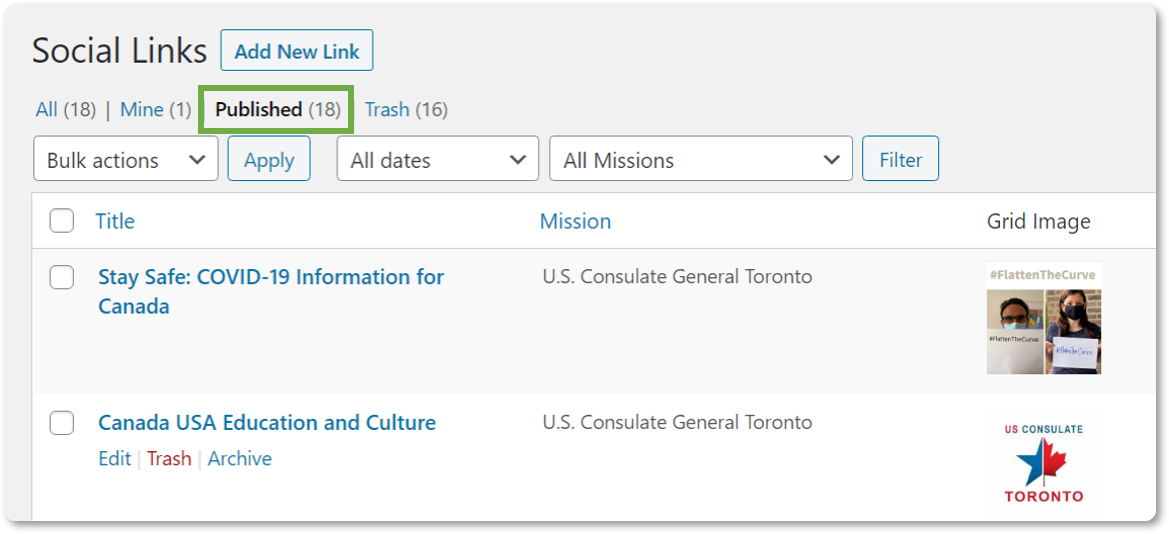 Social Links Add New Link
All (18) | Mine (1) | Published (18) Trash (16)
Bulk actions Apply All dates All Missions Filter
Title Mission Grid Image
Stay Safe: COVID-19 Information for U.S. Consulate General Toronto
Canada
#FlattenTheCurve
#FlattenTheCurve
#FlattenTheCurve
Canada USA Education and Culture U.S. Consulate General Toronto
Edit | Trash | Archive
US CONSULATE
TORONTO